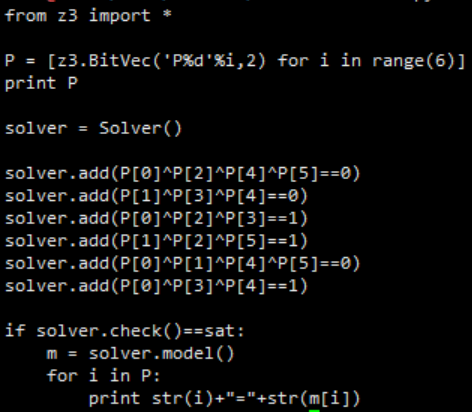 from z3 import *
P = [z3.BitVec('P%d'%i,2) for i in range(6)]
print P
solver = Solver()
solver.add(P[0]^P[2]^P[4]^P[5]==0)
solver.add(P[1]^P[3]^P[4]==0)
solver.add(P[0]^P[2]^P[3]==1)
solver.add(P[1]^P[2]^P[5]==1)
solver.add(P[0]^P[1]^P[4]^P[5]==0)
solver.add(P[0]^P[3]^P[4]==1)
if solver.check()==sat:
    m = solver.model()
    for i in P:
        print str(i)+"="+str(m[i])